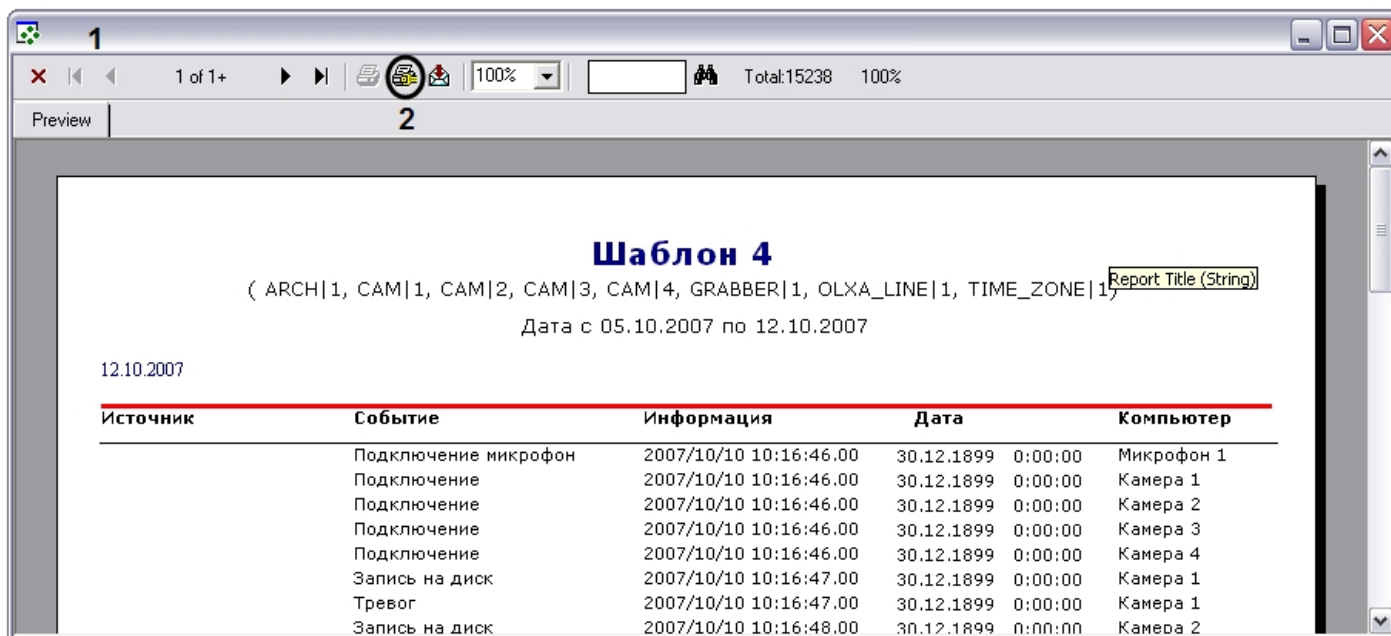 1
1 of 1+ 100% Total:15238 100%
2
Preview
Шаблон 4
( ARCH|1, CAM|1, CAM|2, CAM|3, CAM|4, GRABBER|1, OLXA_LINE|1, TIME_ZONE|1)
Report Title (String)
Дата с 05.10.2007 по 12.10.2007
12.10.2007
Источник Событие Информация Дата Компьютер
Подключение микрофон 2007/10/10 10:16:46.00 30.12.1899 0:00:00 Микрофон 1
Подключение 2007/10/10 10:16:46.00 30.12.1899 0:00:00 Камера 1
Подключение 2007/10/10 10:16:46.00 30.12.1899 0:00:00 Камера 2
Подключение 2007/10/10 10:16:46.00 30.12.1899 0:00:00 Камера 3
Подключение 2007/10/10 10:16:46.00 30.12.1899 0:00:00 Камера 4
Запись на диск 2007/10/10 10:16:47.00 30.12.1899 0:00:00 Камера 1
Тревог 2007/10/10 10:16:47.00 30.12.1899 0:00:00 Камера 1
Запись на диск 2007/10/10 10:16:48.00 30.12.1899 0:00:00 Камера 2